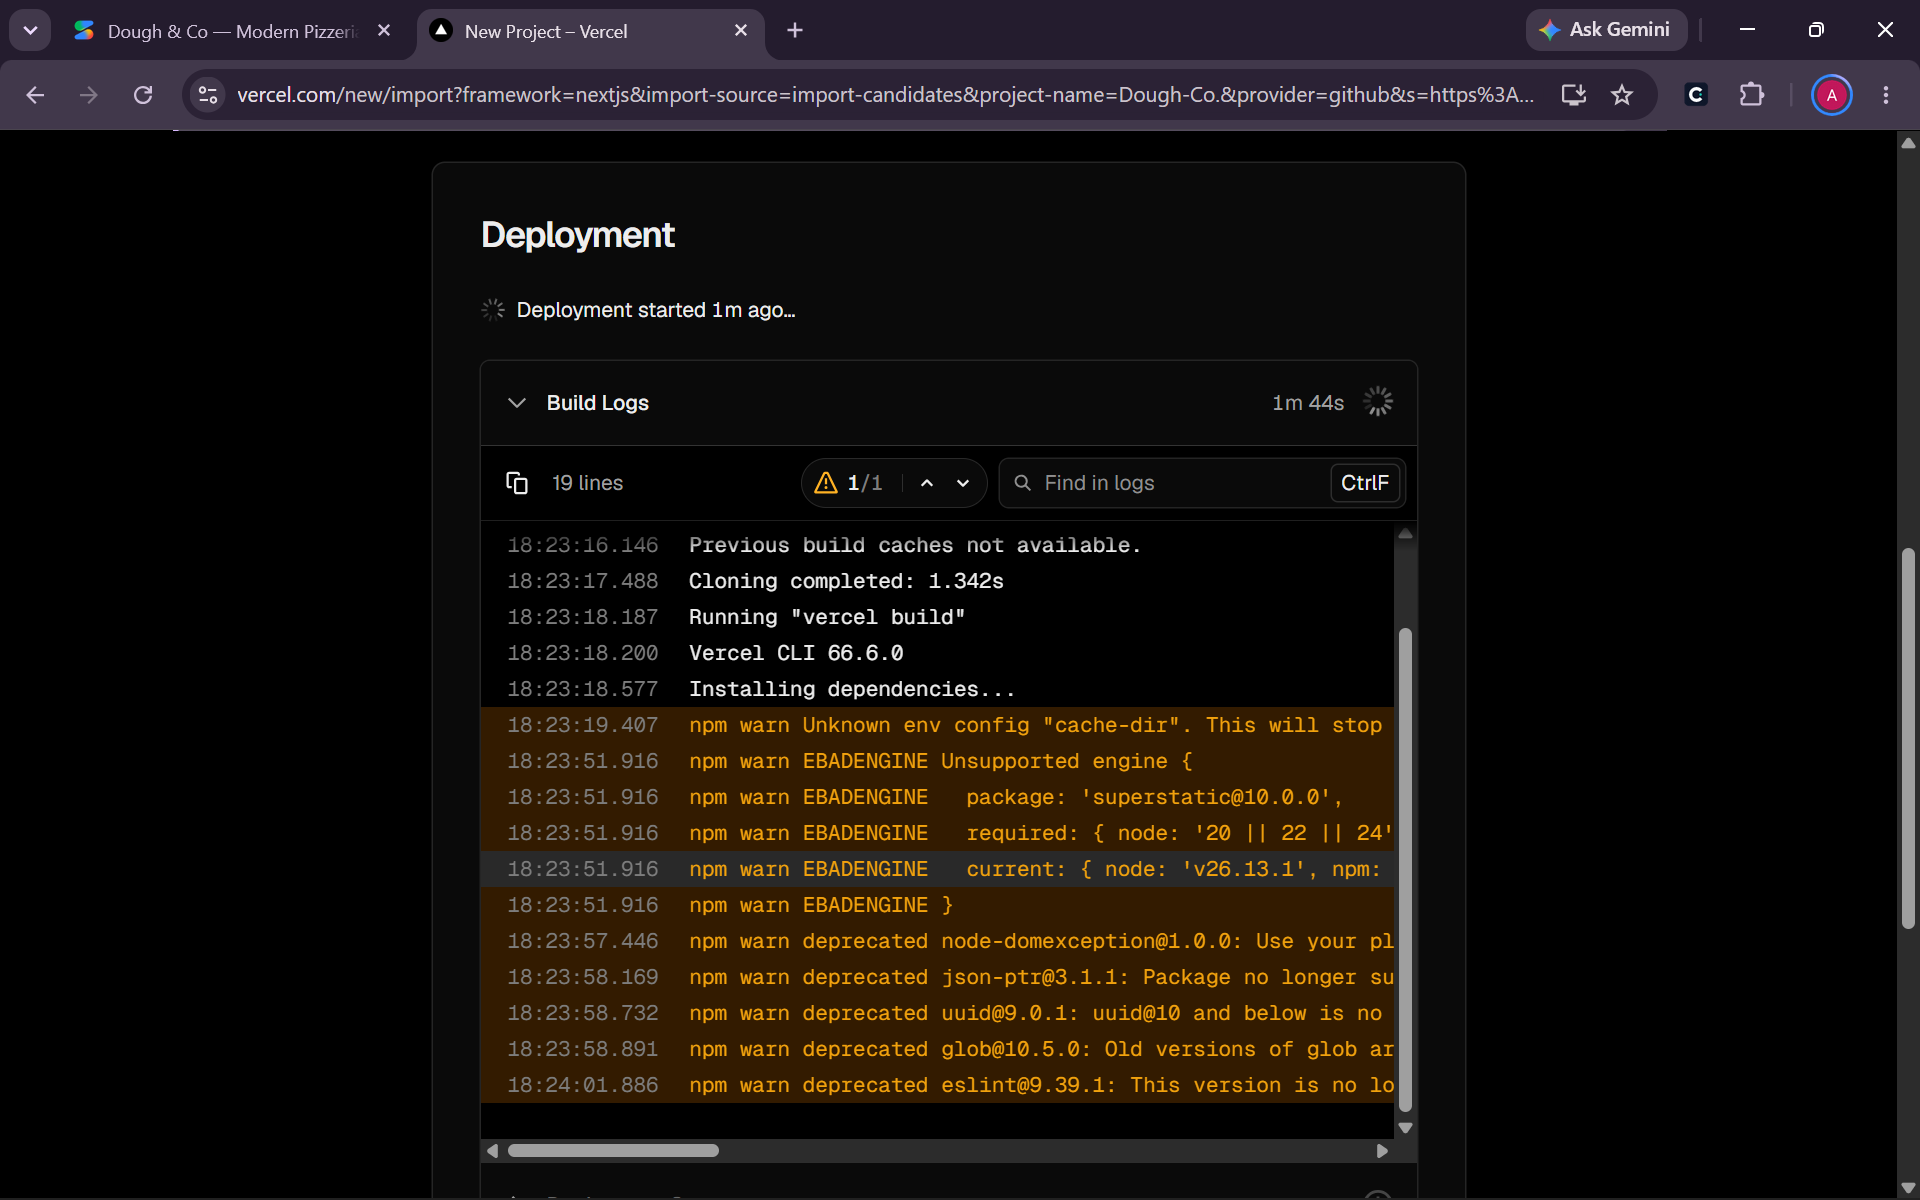 Dough & Co — Modern Pizzeri
New Project – Vercel
Ask Gemini
vercel.com/new/import?framework=nextjs&import-source=import-candidates&project-name=Dough-Co.&provider=github&s=https%3A...
C
A
Deployment
Deployment started 1m ago...
Build Logs
1m 44s
19 lines
1/1
Find in logs
CtrlF
18:23:16.146 Previous build caches not available.
18:23:17.488 Cloning completed: 1.342s
18:23:18.187 Running "vercel build"
18:23:18.200 Vercel CLI 66.6.0
18:23:18.577 Installing dependencies...
18:23:19.407 npm warn Unknown env config "cache-dir". This will stop
18:23:51.916 npm warn EBADENGINE Unsupported engine {
18:23:51.916 npm warn EBADENGINE package: 'superstatic@10.0.0',
18:23:51.916 npm warn EBADENGINE required: { node: '20 || 22 || 24'
18:23:51.916 npm warn EBADENGINE current: { node: 'v26.13.1', npm:
18:23:51.916 npm warn EBADENGINE }
18:23:57.446 npm warn deprecated node-domexception@1.0.0: Use your pl
18:23:58.169 npm warn deprecated json-ptr@3.1.1: Package no longer su
18:23:58.732 npm warn deprecated uuid@9.0.1: uuid@10 and below is no
18:23:58.891 npm warn deprecated glob@10.5.0: Old versions of glob ar
18:24:01.886 npm warn deprecated eslint@9.39.1: This version is no lo